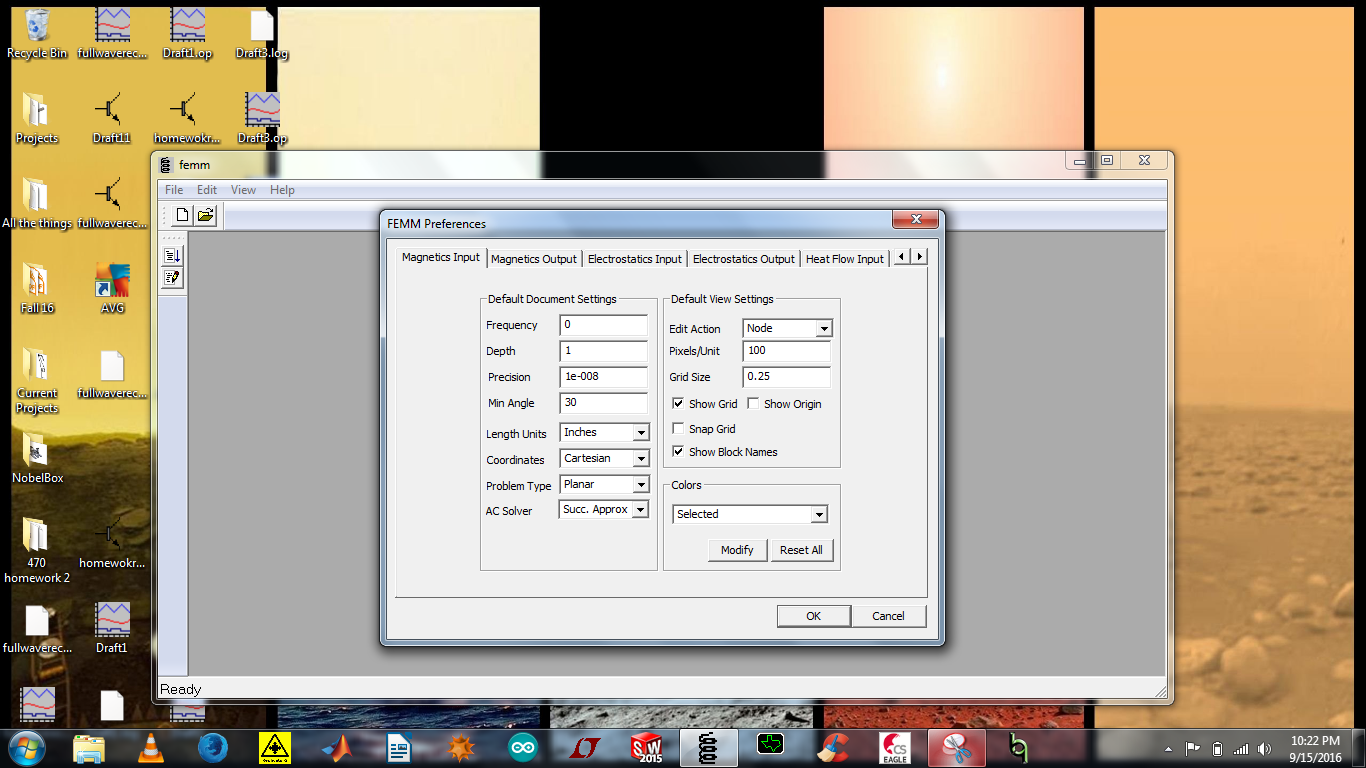 Recycle Bin
fullwaverec...
Draft1.op
Draft3.log
Projects
Draft11
homewokr...
Draft3.op
All the things
fullwaverec...
Fall 16
AVG
Current
Projects
fullwaverec...
NobelBox
470
homework 2
homewokr...
fullwaverec...
Draft1
femm
File Edit View Help
FEMM Preferences
Magnetics Input Magnetics Output Electrostatics Input Electrostatics Output Heat Flow Input
Default Document Settings
Frequency 0
Depth 1
Precision 1e-008
Min Angle 30
Length Units Inches
Coordinates Cartesian
Problem Type Planar
AC Solver Succ. Approx
Default View Settings
Edit Action Node
Pixels/Unit 100
Grid Size 0.25
Show Grid Show Origin
Snap Grid
Show Block Names
Colors
Selected
Modify Reset All
OK Cancel
Ready
SW
2015
CS
EAGLE
10:22 PM
9/15/2016